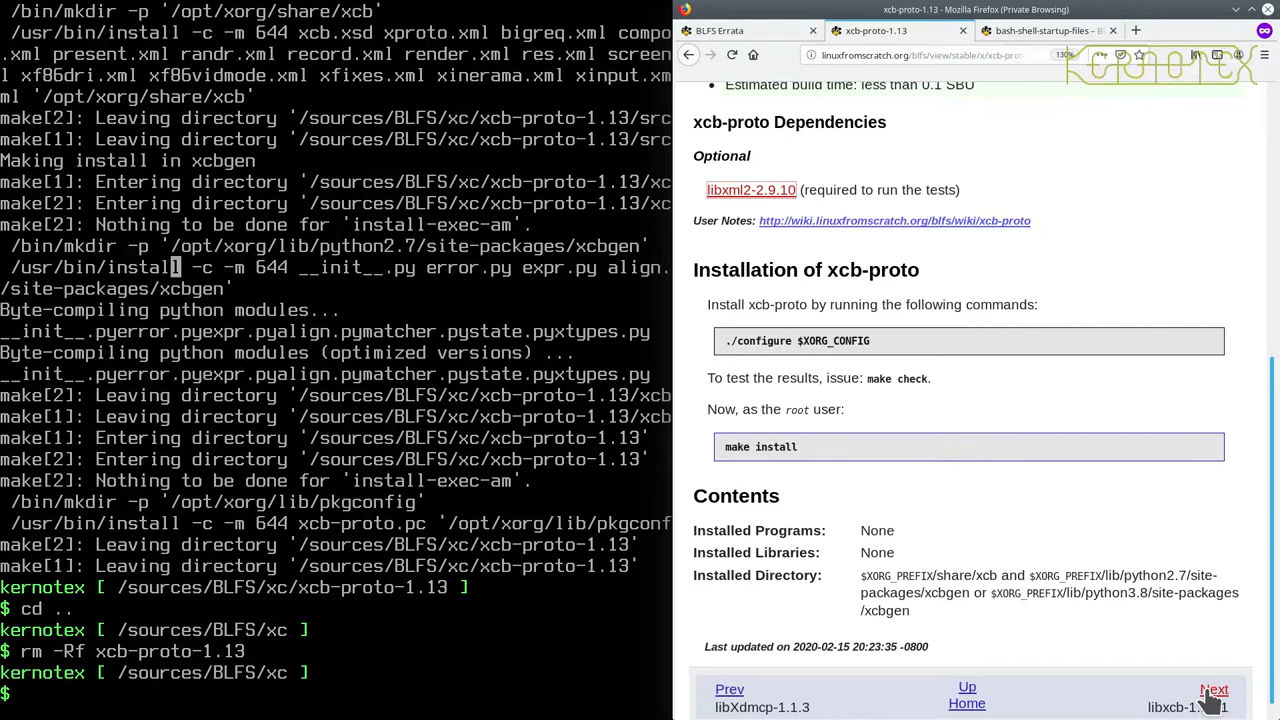 /bin/mkdir -p '/opt/xorg/share/xcb'
/usr/bin/install -c -m 644 xcb.xsd xproto.xml bigreq.xml compo
.xml present.xml randr.xml record.xml render.xml res.xml screen
l xf86dri.xml xf86vidmode.xml xfixes.xml xinerama.xml xinput.xm
ml '/opt/xorg/share/xcb'
make[2]: Leaving directory '/sources/BLFS/xc/xcb-proto-1.13/src
make[1]: Leaving directory '/sources/BLFS/xc/xcb-proto-1.13/src
Making install in xcbgen
make[1]: Entering directory '/sources/BLFS/xc/xcb-proto-1.13/xc
make[2]: Entering directory '/sources/BLFS/xc/xcb-proto-1.13/xc
make[2]: Nothing to be done for 'install-exec-am'.
/bin/mkdir -p '/opt/xorg/lib/python2.7/site-packages/xcbgen'
/usr/bin/install -c -m 644 __init__.py error.py expr.py align.
/site-packages/xcbgen'
Byte-compiling python modules...
__init__.pyerror.pyexpr.pyalign.pymatcher.pystate.pyxtypes.py
Byte-compiling python modules (optimized versions) ...
__init__.pyerror.pyexpr.pyalign.pymatcher.pystate.pyxtypes.py
make[2]: Leaving directory '/sources/BLFS/xc/xcb-proto-1.13/xcb
make[1]: Leaving directory '/sources/BLFS/xc/xcb-proto-1.13/xcb
make[1]: Entering directory '/sources/BLFS/xc/xcb-proto-1.13'
make[2]: Entering directory '/sources/BLFS/xc/xcb-proto-1.13'
make[2]: Nothing to be done for 'install-exec-am'.
/bin/mkdir -p '/opt/xorg/lib/pkgconfig'
/usr/bin/install -c -m 644 xcb-proto.pc '/opt/xorg/lib/pkgconf
make[2]: Leaving directory '/sources/BLFS/xc/xcb-proto-1.13'
make[1]: Leaving directory '/sources/BLFS/xc/xcb-proto-1.13'
kernotex [ /sources/BLFS/xc/xcb-proto-1.13 ]
$ cd ..
kernotex [ /sources/BLFS/xc ]
$ rm -Rf xcb-proto-1.13
kernotex [ /sources/BLFS/xc ]
$
xcb-proto-1.13 - Mozilla Firefox (Private Browsing)
BLFS Errata
xcb-proto-1.13
bash-shell-startup-files – B
linuxfromscratch.org/blfs/view/stable/x/xcb-prot
130%
kernotex
Estimated build time: less than 0.1 SBU
xcb-proto Dependencies
Optional
libxml2-2.9.10 (required to run the tests)
User Notes: http://wiki.linuxfromscratch.org/blfs/wiki/xcb-proto
Installation of xcb-proto
Install xcb-proto by running the following commands:
./configure $XORG_CONFIG
To test the results, issue: make check.
Now, as the root user:
make install
Contents
Installed Programs: None
Installed Libraries: None
Installed Directory: $XORG_PREFIX/share/xcb and $XORG_PREFIX/lib/python2.7/site-
packages/xcbgen or $XORG_PREFIX/lib/python3.8/site-packages
/xcbgen
Last updated on 2020-02-15 20:23:35 -0800
Prev Up Next
libXdmcp-1.1.3 Home